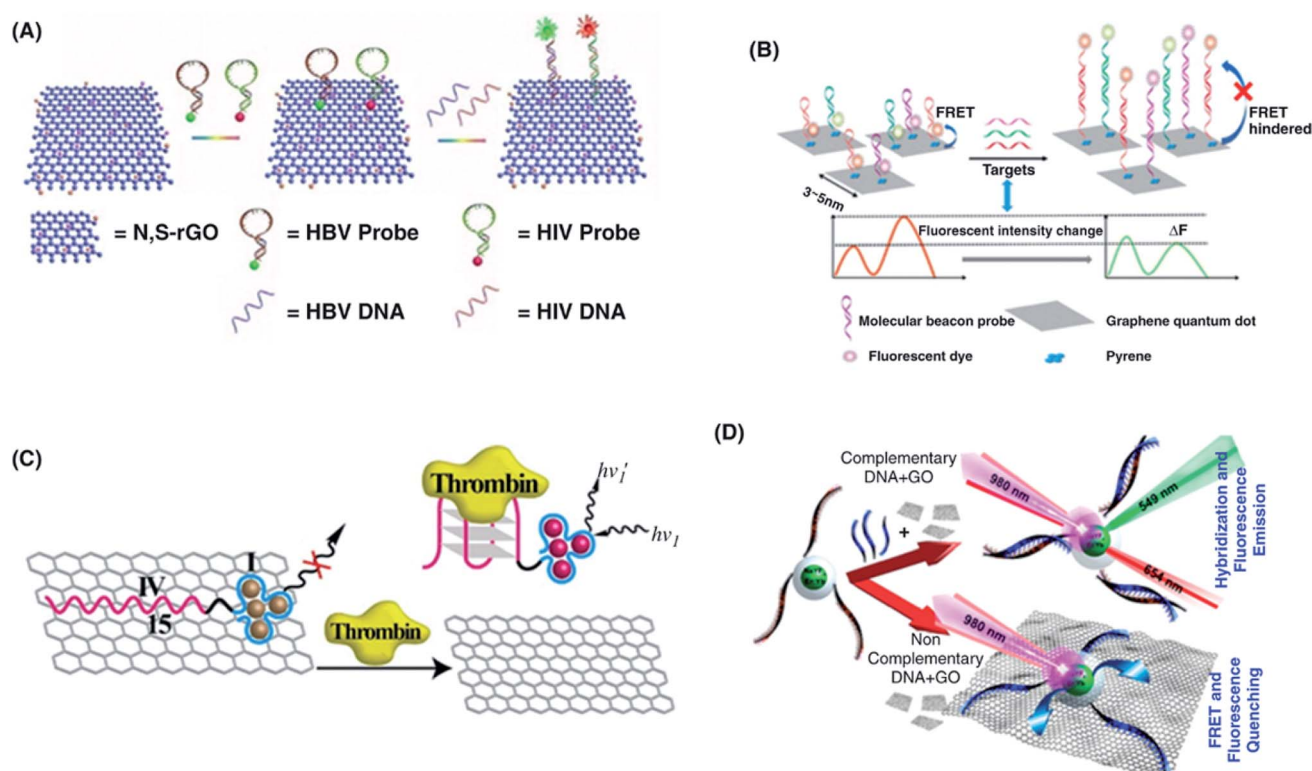 (A)
= N,S-rGO
= HBV Probe
= HIV Probe
= HBV DNA
= HIV DNA
(B)
FRET
Targets
FRET
hindered
3~5nm
Fluorescent intensity change
ΔF
Molecular beacon probe
Graphene quantum dot
Fluorescent dye
Pyrene
(C)
IV
15
I
Thrombin
Thrombin
hν₁′
hν₁
(D)
Complementary
DNA+GO
+
980 nm
549 nm
654 nm
Hybridization and
Fluorescence
Emission
Non
Complementary
DNA+GO
980 nm
FRET and
Fluorescence
Quenching